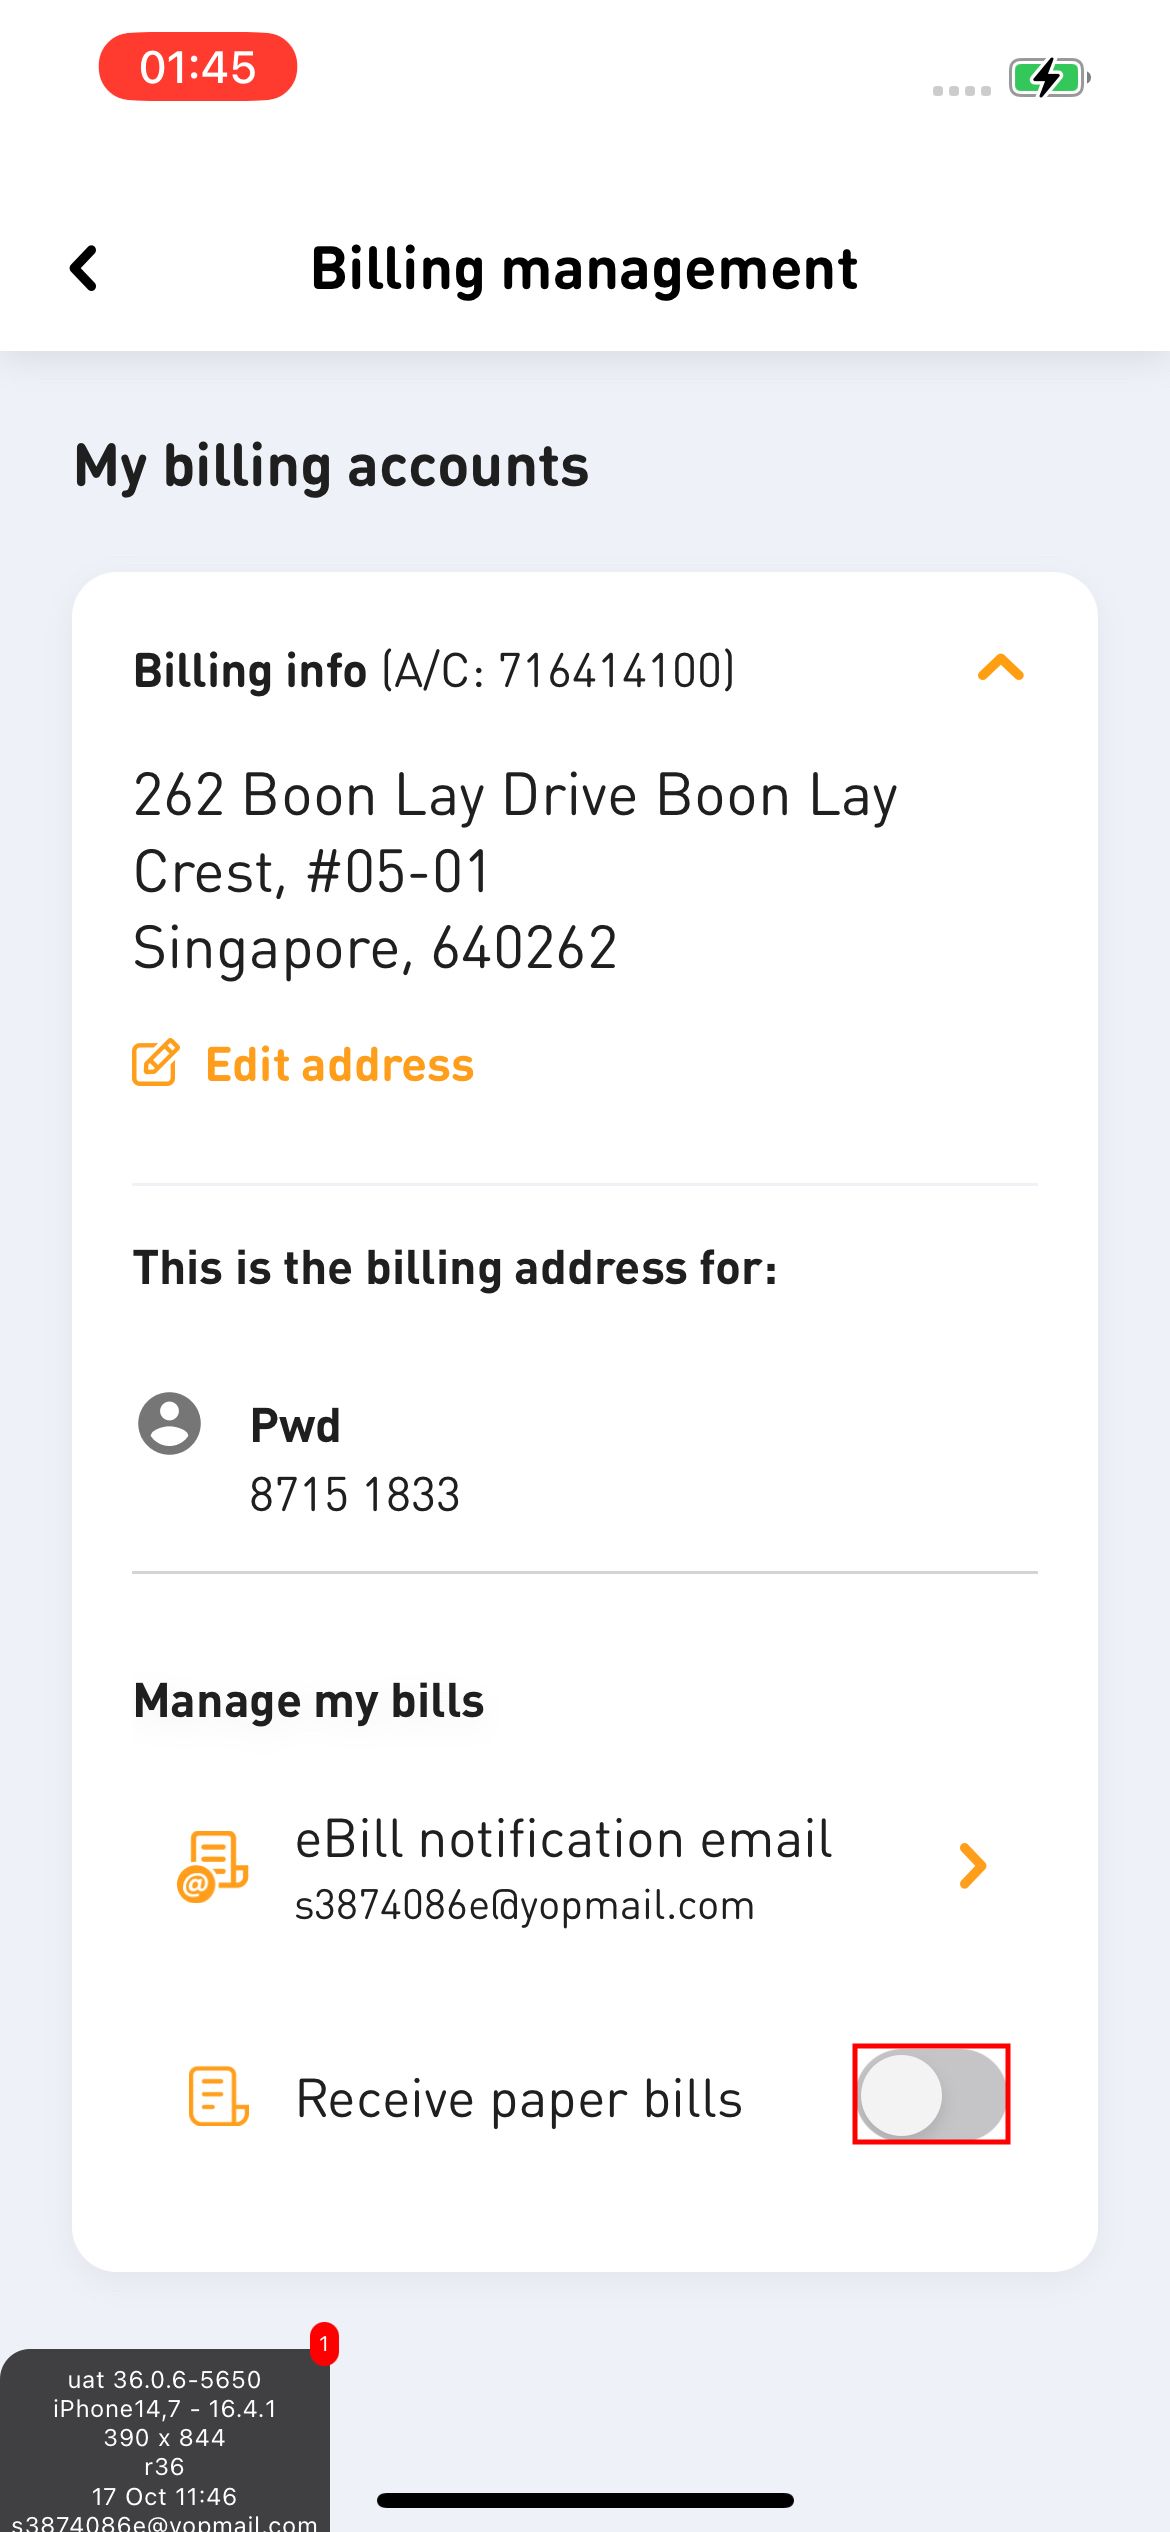 01:45
Billing management
My billing accounts
Billing info (A/C: 716414100)
262 Boon Lay Drive Boon Lay
Crest, #05-01
Singapore, 640262
Edit address
This is the billing address for:
Pwd
8715 1833
Manage my bills
@ eBill notification email
s3874086e@yopmail.com
Receive paper bills
1
uat 36.0.6-5650
iPhone14,7 - 16.4.1
390 x 844
r36
17 Oct 11:46
s3874086e@yopmail.com